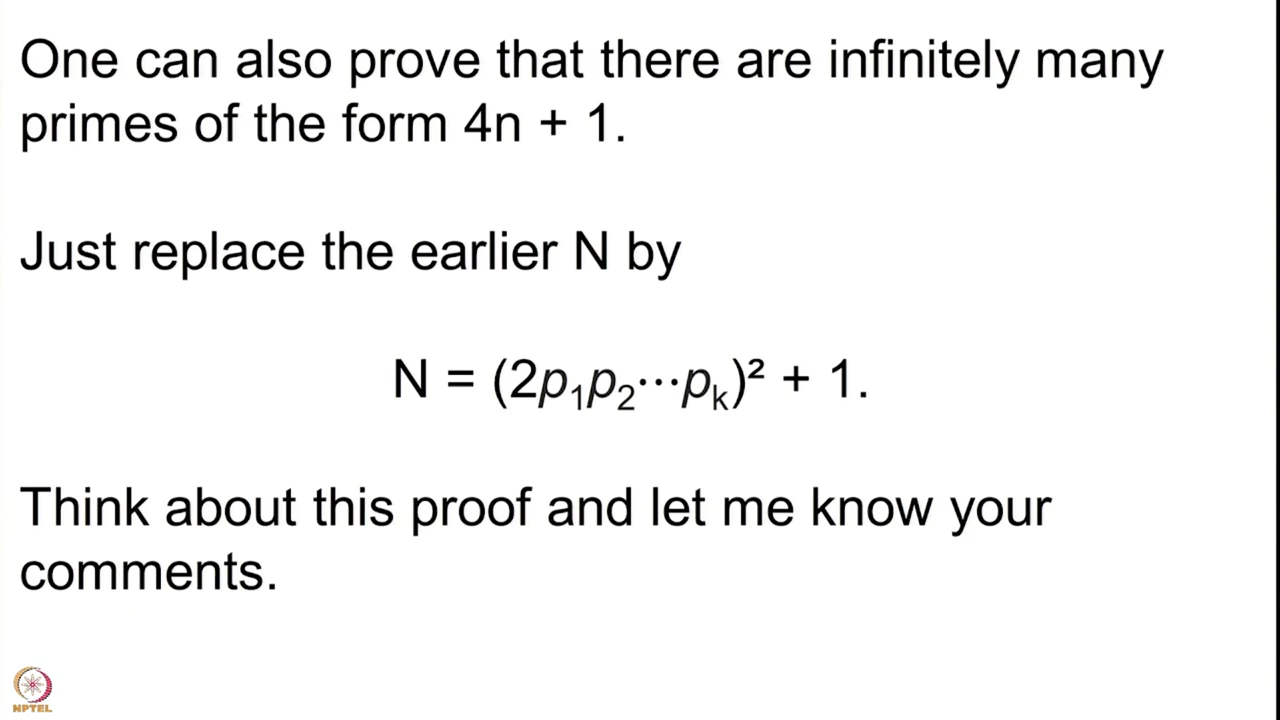 One can also prove that there are infinitely many
primes of the form 4n + 1.
Just replace the earlier N by
N = (2p₁p₂⋯pₖ)² + 1.
Think about this proof and let me know your
comments.
NPTEL